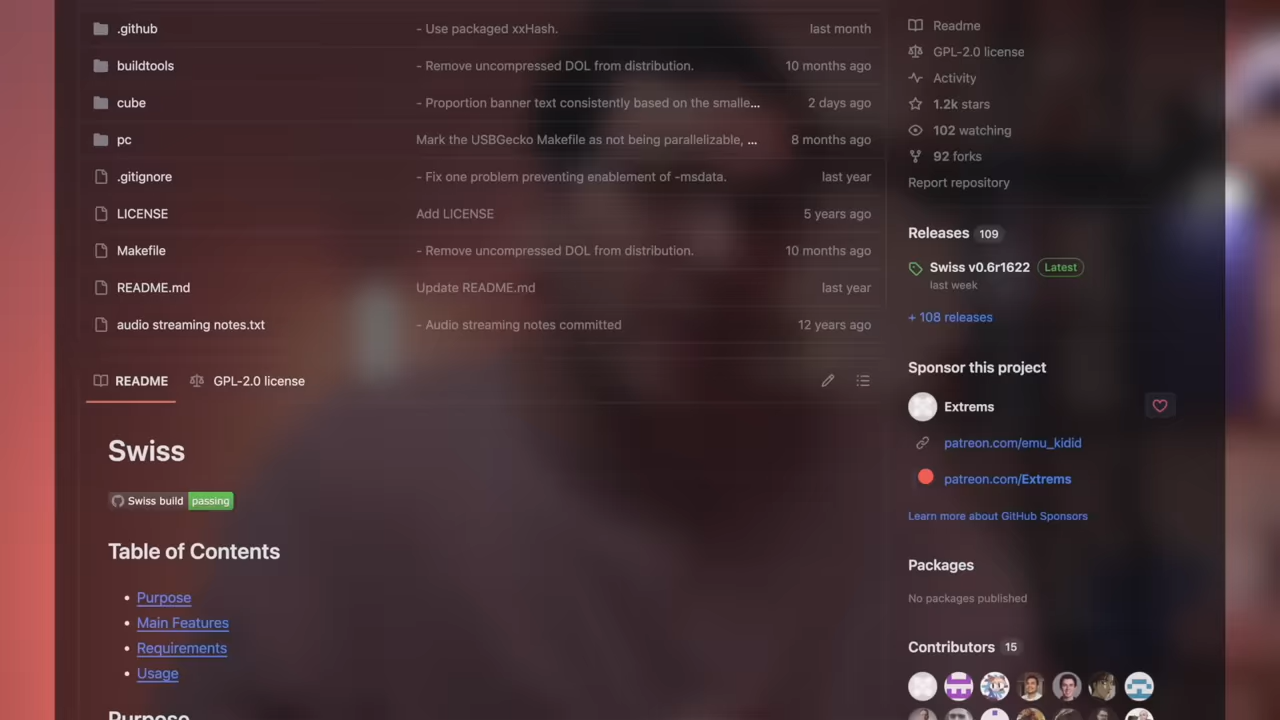 .github - Use packaged xxHash. last month
buildtools - Remove uncompressed DOL from distribution. 10 months ago
cube - Proportion banner text consistently based on the smalle... 2 days ago
pc Mark the USBGecko Makefile as not being parallelizable, ... 8 months ago
.gitignore - Fix one problem preventing enablement of -msdata. last year
LICENSE Add LICENSE 5 years ago
Makefile - Remove uncompressed DOL from distribution. 10 months ago
README.md Update README.md last year
audio streaming notes.txt - Audio streaming notes committed 12 years ago
README GPL-2.0 license
Swiss
Swiss build passing
Table of Contents
• Purpose
• Main Features
• Requirements
• Usage
Purpose
Readme
GPL-2.0 license
Activity
1.2k stars
102 watching
92 forks
Report repository
Releases 109
Swiss v0.6r1622 Latest
last week
+ 108 releases
Sponsor this project
Extrems
patreon.com/emu_kidid
patreon.com/Extrems
Learn more about GitHub Sponsors
Packages
No packages published
Contributors 15